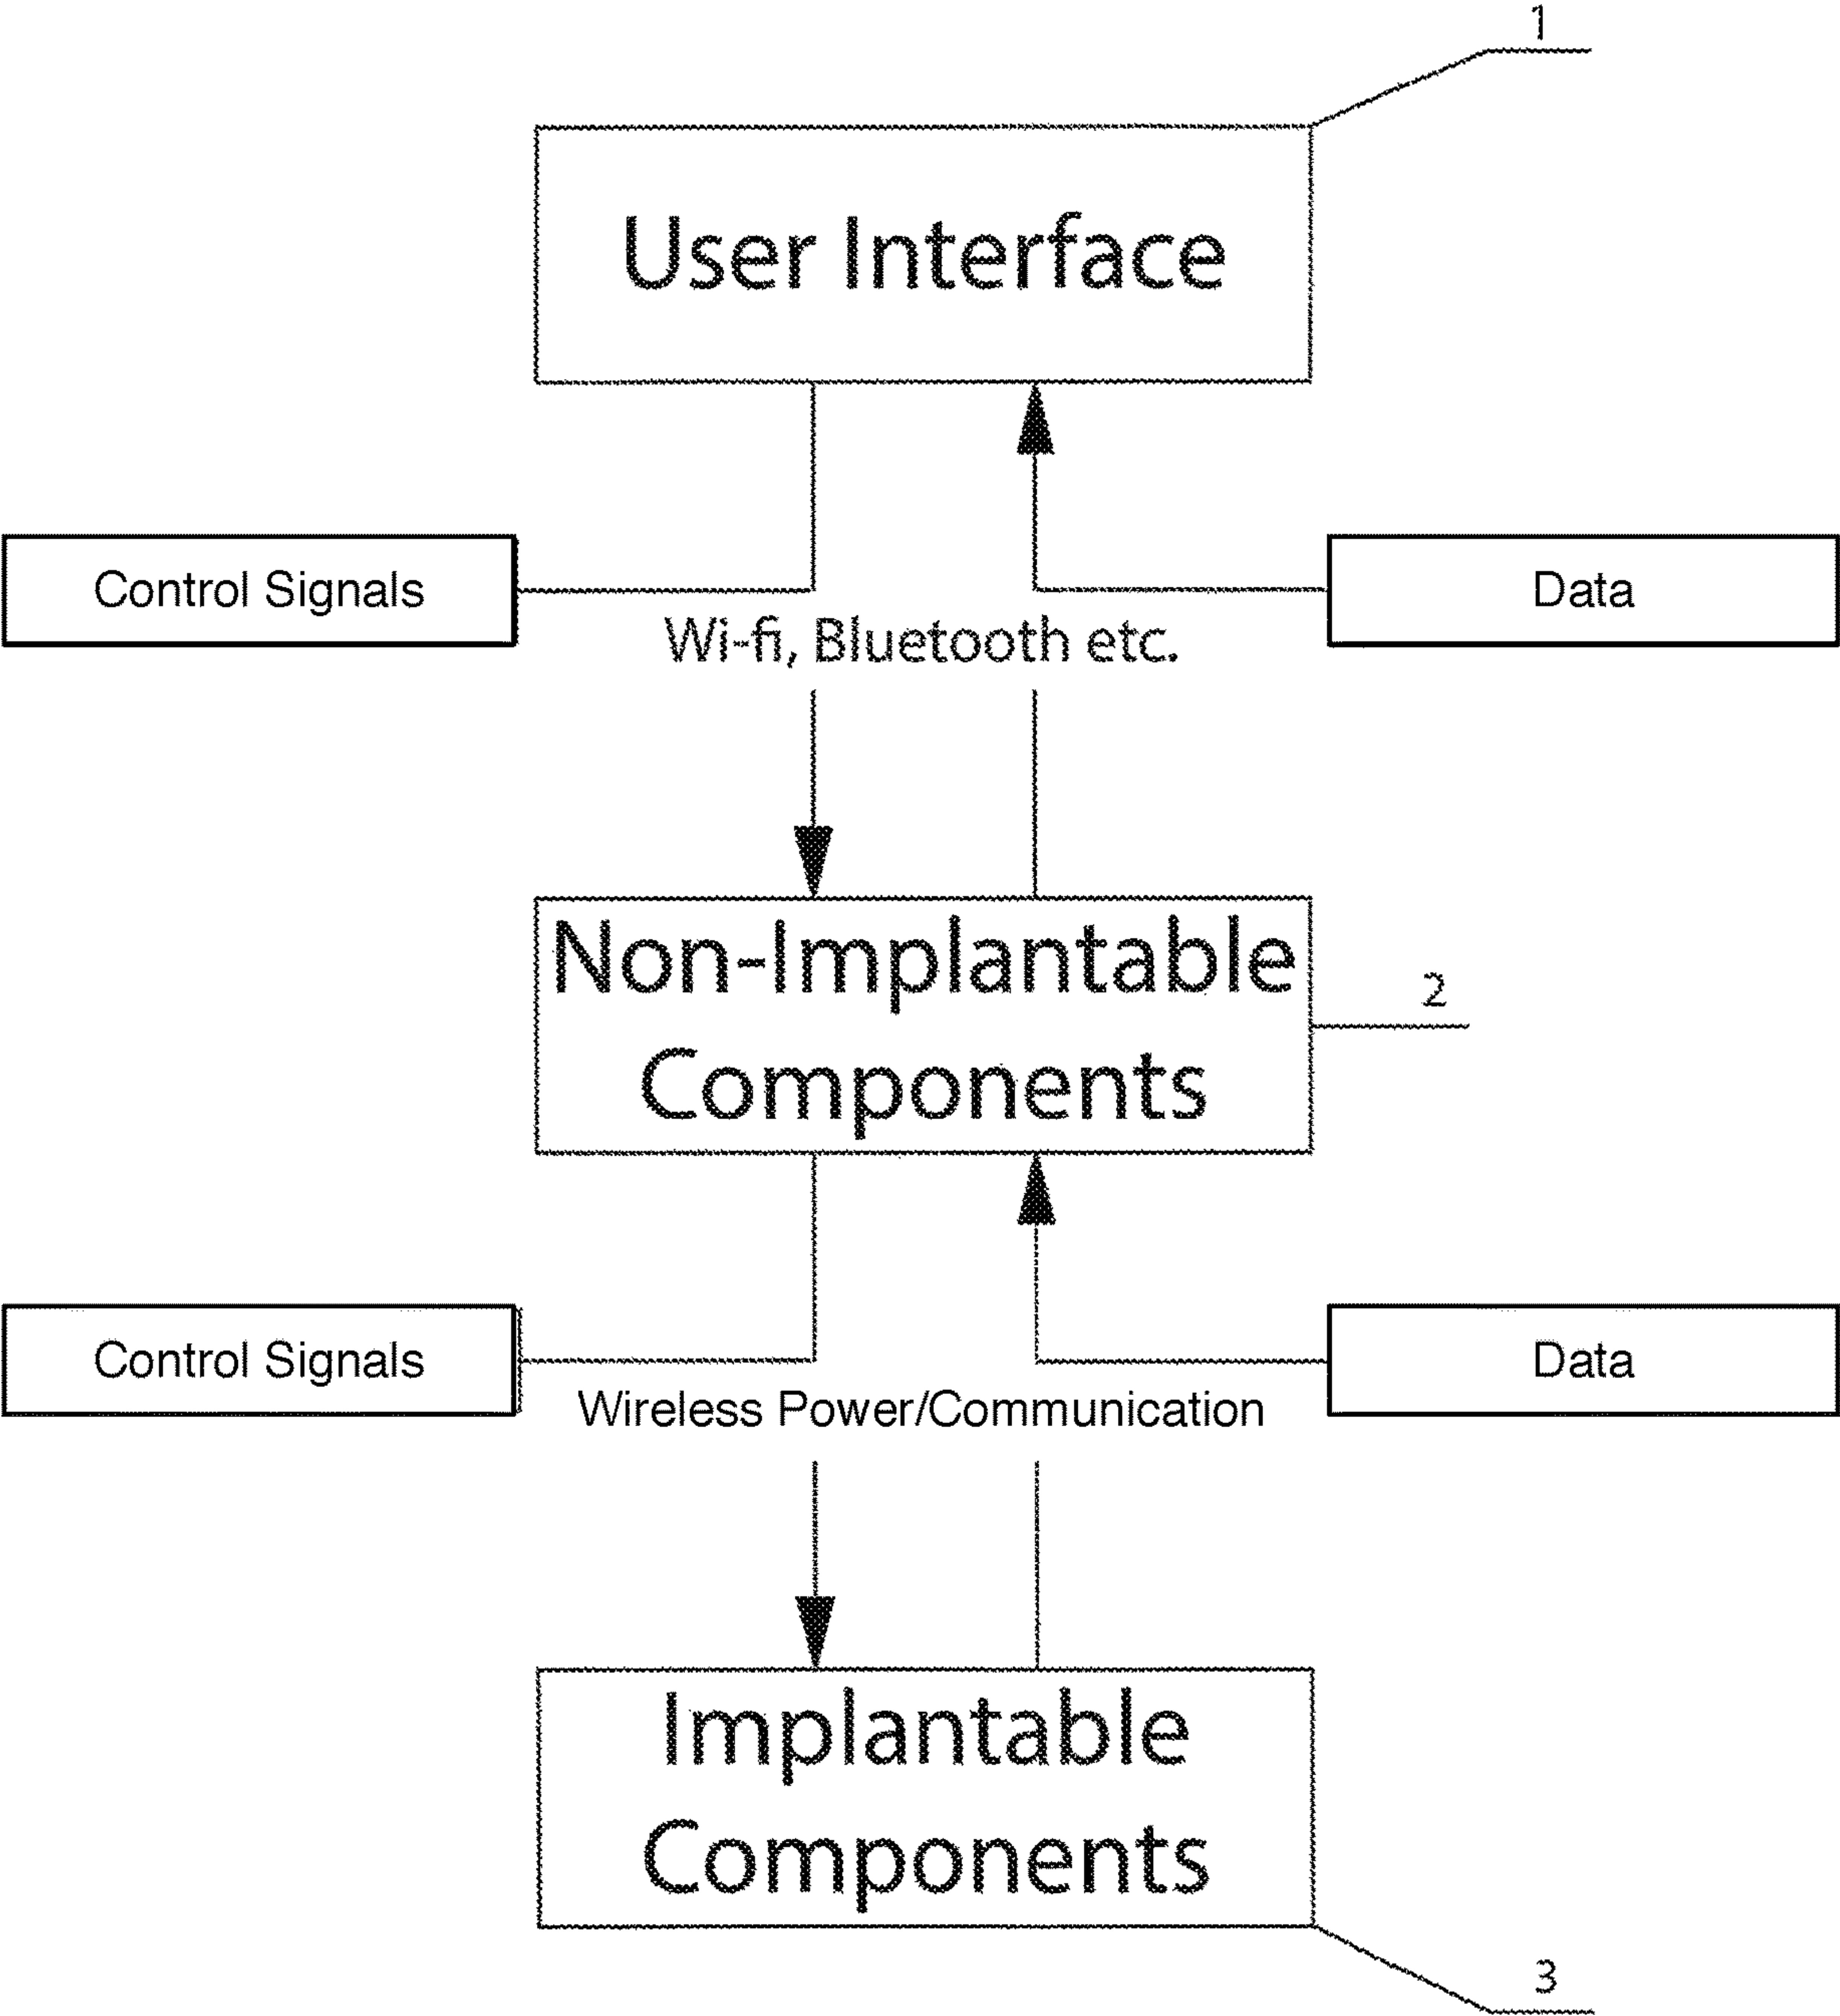 1
User Interface
Control Signals
Data
Wi-fi, Bluetooth etc.
Non-Implantable
Components
2
Control Signals
Data
Wireless Power/Communication
Implantable
Components
3